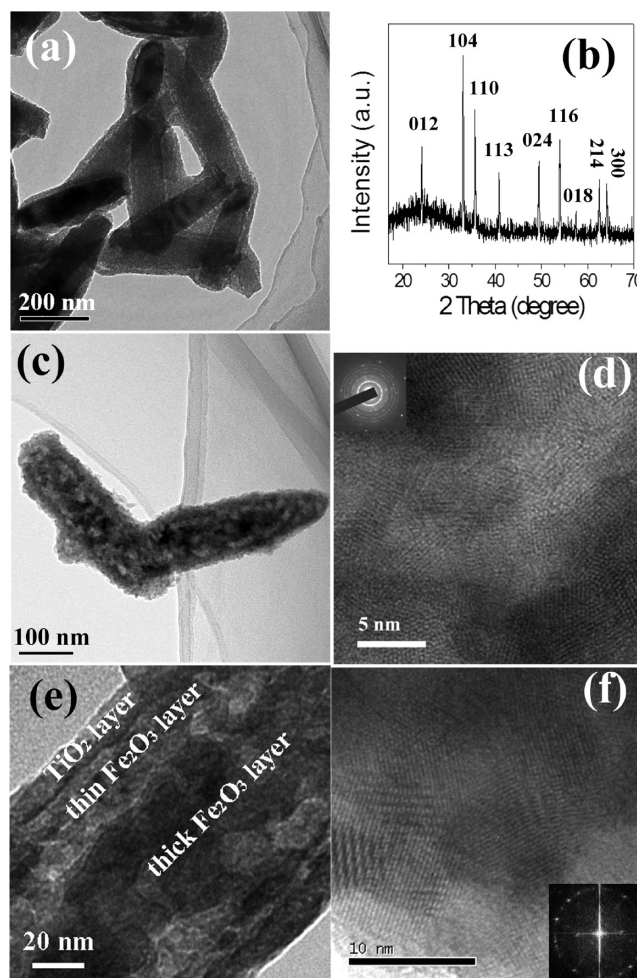 (a)
200 nm
(b)
104
110
012
113
024
116
018
214
300
Intensity (a.u.)
20 30 40 50 60 70
2 Theta (degree)
(c)
100 nm
(d)
5 nm
(e)
TiO₂ layer
thin Fe₂O₃ layer
thick Fe₂O₃ layer
20 nm
(f)
10 nm